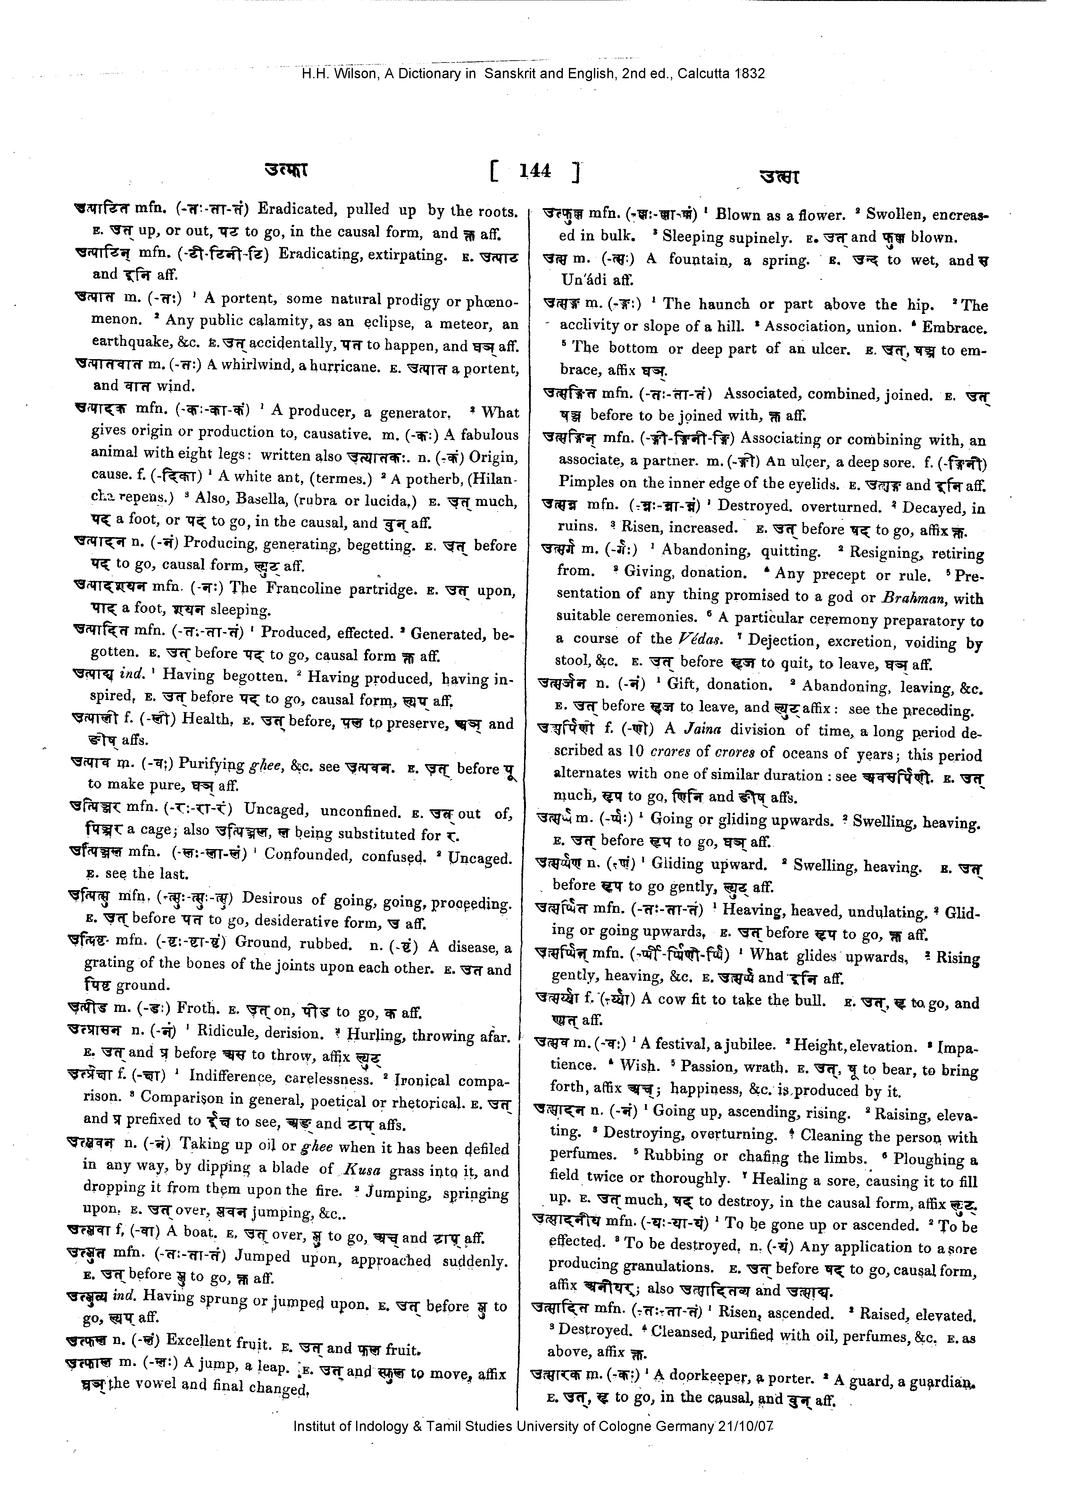 H.H. Wilson, A Dictionary in Sanskrit and English, 2nd ed., Calcutta 1832
उत्फा [ 144 ] उत्सा
उत्पाटित mfn. (-तः-ता-तं) Eradicated, pulled up by the roots.
E. उत् up, or out, पट to go, in the causal form, and क्त aff.
उत्पाटिन् mfn. (-टी-टिनी-टि) Eradicating, extirpating. E. उत्पाट
and इनि aff.
उत्पात m. (-तः) ¹ A portent, some natural prodigy or phœno-
menon. ² Any public calamity, as an eclipse, a meteor, an
earthquake, &c. E. उत् accidentally, पत to happen, and घञ् aff.
उत्पातवात m. (-तः) A whirlwind, a hurricane. E. उत्पात a portent,
and वात wind.
उत्पादक mfn. (-कः-का-कं) ¹ A producer, a generator. ² What
gives origin or production to, causative. m. (-कः) A fabulous
animal with eight legs: written also उत्पातकः. n. (-कं) Origin,
cause. f. (-दिका) ¹ A white ant, (termes.) ² A potherb, (Hilan-
cha repens.) ³ Also, Basella, (rubra or lucida,) E. उत् much,
पद् a foot, or पद् to go, in the causal, and वुन् aff.
उत्पादन n. (-नं) Producing, generating, begetting. E. उत् before
पद् to go, causal form, ल्युट् aff.
उत्पादशयन mfn. (-नः) The Francoline partridge. E. उत् upon,
पाद a foot, शयन sleeping.
उत्पादित mfn. (-तः-ता-तं) ¹ Produced, effected. ² Generated, be-
gotten. E. उत् before पद् to go, causal form क्त aff.
उत्पाद्य ind. ¹ Having begotten. ² Having produced, having in-
spired, E. उत् before पद् to go, causal form, ल्यप् aff.
उत्पाली f. (-ली) Health, E. उत् before, पल to preserve, अञ् and
ङीष् affs.
उत्पाव m. (-वः) Purifying ghee, &c. see उत्पवन. E. उत् before पू
to make pure, घञ् aff.
उत्पिञ्जर mfn. (-रः-रा-रं) Uncaged, unconfined. E. उत् out of,
पिञ्जर a cage; also उत्पिञ्जल, ल being substituted for र.
उत्पिञ्जल mfn. (-लः-ला-लं) ¹ Confounded, confused. ² Uncaged.
E. see the last.
उत्पित्सु mfn. (-त्सुः-त्सुः-त्सु) Desirous of going, going, proceeding.
E. उत् before पत to go, desiderative form, उ aff.
उत्पिष्ट mfn. (-ष्टः-ष्टा-ष्टं) Ground, rubbed. n. (-ष्टं) A disease, a
grating of the bones of the joints upon each other. E. उत and
पिष्ट ground.
उत्पीड m. (-डः) Froth. E. उत् on, पीड to go, क aff.
उत्प्रासन n. (-नं) ¹ Ridicule, derision. ² Hurling, throwing afar.
E. उत् and प्र before अस to throw, affix ल्युट्
उत्प्रेक्षा f. (-क्षा) ¹ Indifference, carelessness. ² Ironical compa-
rison. ³ Comparison in general, poetical or rhetorical. E. उत्
and प्र prefixed to ईक्ष to see, अङ् and टाप् affs.
उत्प्लवन n. (-नं) Taking up oil or ghee when it has been defiled
in any way, by dipping a blade of Kusa grass into it, and
dropping it from them upon the fire. ² Jumping, springing
upon, E. उत् over, प्लवन jumping, &c..
उत्प्लवा f, (-वा) A boat. E. उत् over, प्लु to go, अच् and टाप् aff.
उत्प्लुत mfn. (-तः-ता-तं) Jumped upon, approached suddenly.
E. उत् before प्लु to go, क्त aff.
उत्प्लुत्य ind. Having sprung or jumped upon. E. उत् before प्लु to
go, ल्यप् aff.
उत्फल n. (-लं) Excellent fruit. E. उत् and फल fruit.
उत्फाल m. (-लः) A jump, a leap. E. उत् and स्फुल to move, affix
घञ् the vowel and final changed,
उत्फुल्ल mfn. (-ल्लः-ल्ला-ल्लं) ¹ Blown as a flower. ² Swollen, encreas-
ed in bulk. ³ Sleeping supinely. E. उत् and फुल्ल blown.
उत्स m. (-त्सः) A fountain, a spring. E. उन्द to wet, and स
Un'ádi aff.
उत्सङ्ग m. (-ङ्गः) ¹ The haunch or part above the hip. ² The
acclivity or slope of a hill. ³ Association, union. ⁴ Embrace.
⁵ The bottom or deep part of an ulcer. E. उत्, षञ्ज to em-
brace, affix घञ्.
उत्सङ्गित mfn. (-तः-ता-तं) Associated, combined, joined. E. उत्
षञ्ज before to be joined with, क्त aff.
उत्सङ्गिन् mfn. (-ङ्गी-ङ्गिनी-ङ्गि) Associating or combining with, an
associate, a partner. m. (-ङ्गी) An ulcer, a deep sore. f. (-ङ्गिनी)
Pimples on the inner edge of the eyelids. E. उत्सङ्ग and इनि aff.
उत्सन्न mfn. (-न्नः-न्ना-न्नं) ¹ Destroyed. overturned. ² Decayed, in
ruins. ³ Risen, increased. E. उत् before षद् to go, affix क्त.
उत्सर्ग m. (-र्गः) ¹ Abandoning, quitting. ² Resigning, retiring
from. ³ Giving, donation. ⁴ Any precept or rule. ⁵ Pre-
sentation of any thing promised to a god or Brahman, with
suitable ceremonies. ⁶ A particular ceremony preparatory to
a course of the Védas. ⁷ Dejection, excretion, voiding by
stool, &c. E. उत् before सृज to quit, to leave, घञ् aff.
उत्सर्जन n. (-नं) ¹ Gift, donation. ² Abandoning, leaving, &c.
E. उत् before सृज to leave, and ल्युट् affix: see the preceding.
उत्सर्पिणी f. (-णी) A Jaina division of time, a long period de-
scribed as 10 crores of crores of oceans of years; this period
alternates with one of similar duration : see अवसर्पिणी. E. उत्
much, सृप to go, णिनि and ङीष् affs.
उत्सर्प m. (-र्पः) ¹ Going or gliding upwards. ² Swelling, heaving.
E. उत् before सृप to go, घञ् aff.
उत्सर्पण n. (-णं) ¹ Gliding upward. ² Swelling, heaving. E. उत्
before सृप to go gently, ल्युट् aff.
उत्सर्पित mfn. (-तः-ता-तं) ¹ Heaving, heaved, undulating. ² Glid-
ing or going upwards, E. उत् before सृप to go, क्त aff.
उत्सर्पिन् mfn. (-र्पी-र्पिणी-र्पि) ¹ What glides upwards, ² Rising
gently, heaving, &c. E. उत्सर्प and इनि aff.
उत्सर्य्या f. (-र्य्या) A cow fit to take the bull. E. उत्, सृ to go, and
ण्यत् aff.
उत्सव m. (-वः) ¹ A festival, a jubilee. ² Height, elevation. ³ Impa-
tience. ⁴ Wish. ⁵ Passion, wrath. E. उत्, षू to bear, to bring
forth, affix अच्; happiness, &c. is produced by it.
उत्सादन n. (-नं) ¹ Going up, ascending, rising. ² Raising, eleva-
ting. ³ Destroying, overturning. ⁴ Cleaning the person with
perfumes. ⁵ Rubbing or chafing the limbs. ⁶ Ploughing a
field twice or thoroughly. ⁷ Healing a sore, causing it to fill
up. E. उत् much, षद् to destroy, in the causal form, affix ल्युट्.
उत्सादनीय mfn. (-यः-या-यं) ¹ To be gone up or ascended. ² To be
effected. ³ To be destroyed, n. (-यं) Any application to a sore
producing granulations. E. उत् before षद् to go, causal form,
affix अनीयर्; also उत्सादितव्य and उत्साद्य.
उत्सादित mfn. (-तः-ता-तं) ¹ Risen, ascended. ² Raised, elevated.
³ Destroyed. ⁴ Cleansed, purified with oil, perfumes, &c. E. as
above, affix क्त.
उत्सारक m. (-कः) ¹ A doorkeeper, a porter. ² A guard, a guardian.
E. उत्, सृ to go, in the causal, and वुन् aff.
Institut of Indology & Tamil Studies University of Cologne Germany 21/10/07